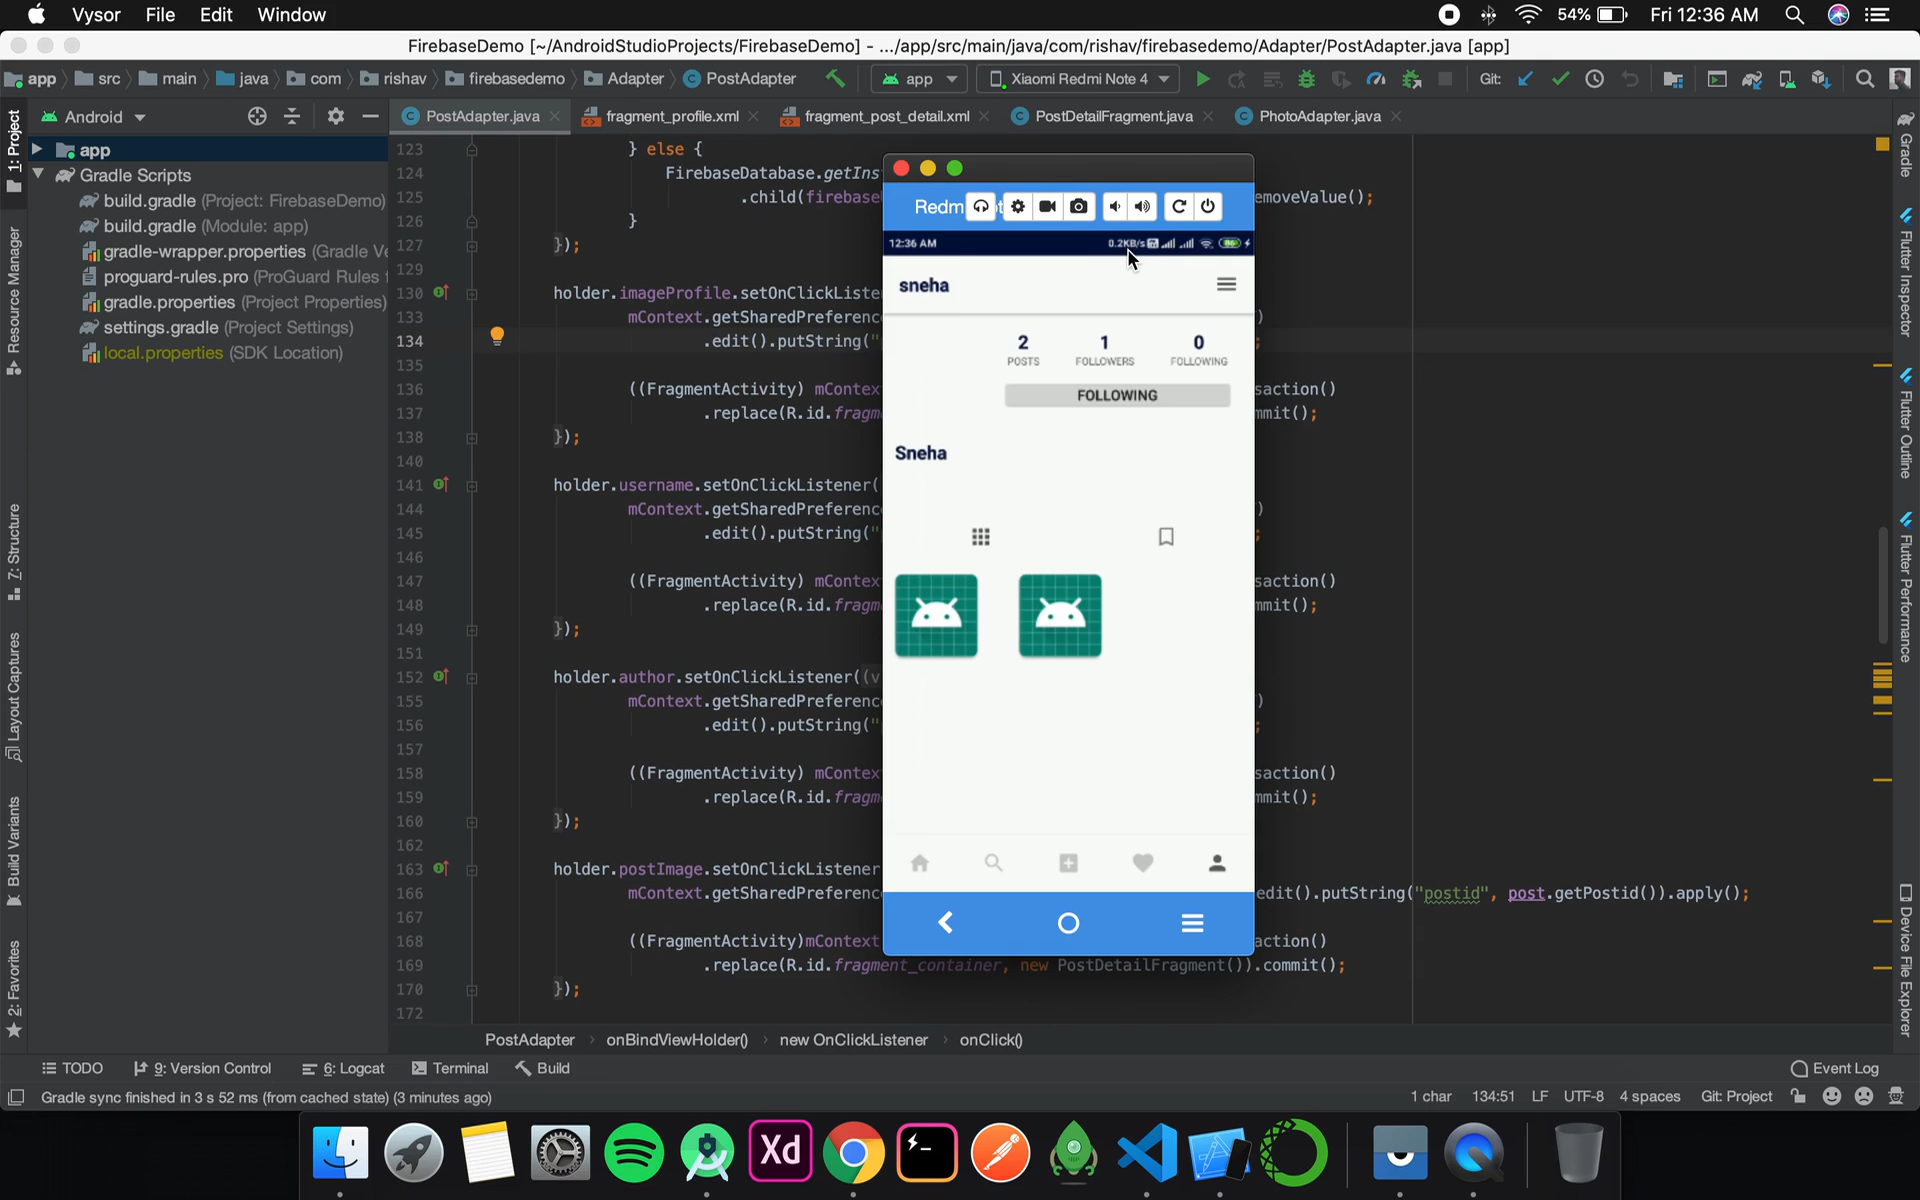 Vysor File Edit Window 54% Fri 12:36 AM
FirebaseDemo [~/AndroidStudioProjects/FirebaseDemo] - .../app/src/main/java/com/rishav/firebasedemo/Adapter/PostAdapter.java [app]
app src main java com rishav firebasedemo Adapter PostAdapter app Xiaomi Redmi Note 4 Git:
Android PostAdapter.java fragment_profile.xml fragment_post_detail.xml PostDetailFragment.java PhotoAdapter.java
app
Gradle Scripts
build.gradle (Project: FirebaseDemo)
build.gradle (Module: app)
gradle-wrapper.properties (Gradle Ve
proguard-rules.pro (ProGuard Rules
gradle.properties (Project Properties)
settings.gradle (Project Settings)
local.properties (SDK Location)
1: Project
Resource Manager
7: Structure
Layout Captures
Build Variants
2: Favorites
123 } else {
124 FirebaseDatabase.getIns
125 .child(firebase emoveValue();
126 }
127 });
129
130 holder.imageProfile.setOnClickListe
133 mContext.getSharedPreferenc )
134 .edit().putString(" ;
135
136 ((FragmentActivity) mContex saction()
137 .replace(R.id.fragm mmit();
138 });
140
141 holder.username.setOnClickListener(
144 mContext.getSharedPreferenc )
145 .edit().putString(" ;
146
147 ((FragmentActivity) mContex saction()
148 .replace(R.id.fragm mmit();
149 });
151
152 holder.author.setOnClickListener((v
155 mContext.getSharedPreferenc )
156 .edit().putString(" ;
157
158 ((FragmentActivity) mContex saction()
159 .replace(R.id.fragm mmit();
160 });
162
163 holder.postImage.setOnClickListener
166 mContext.getSharedPreferenc edit().putString("postid", post.getPostid()).apply();
167
168 ((FragmentActivity)mContext action()
169 .replace(R.id.fragment_container, new PostDetailFragment()).commit();
170 });
172
Redm
12:36 AM 0.2KB/s
sneha
2 1 0
POSTS FOLLOWERS FOLLOWING
FOLLOWING
Sneha
Gradle
Flutter Inspector
Flutter Outline
Flutter Performance
Device File Explorer
PostAdapter onBindViewHolder() new OnClickListener onClick()
TODO 9: Version Control 6: Logcat Terminal Build Event Log
Gradle sync finished in 3 s 52 ms (from cached state) (3 minutes ago) 1 char 134:51 LF UTF-8 4 spaces Git: Project
Xd